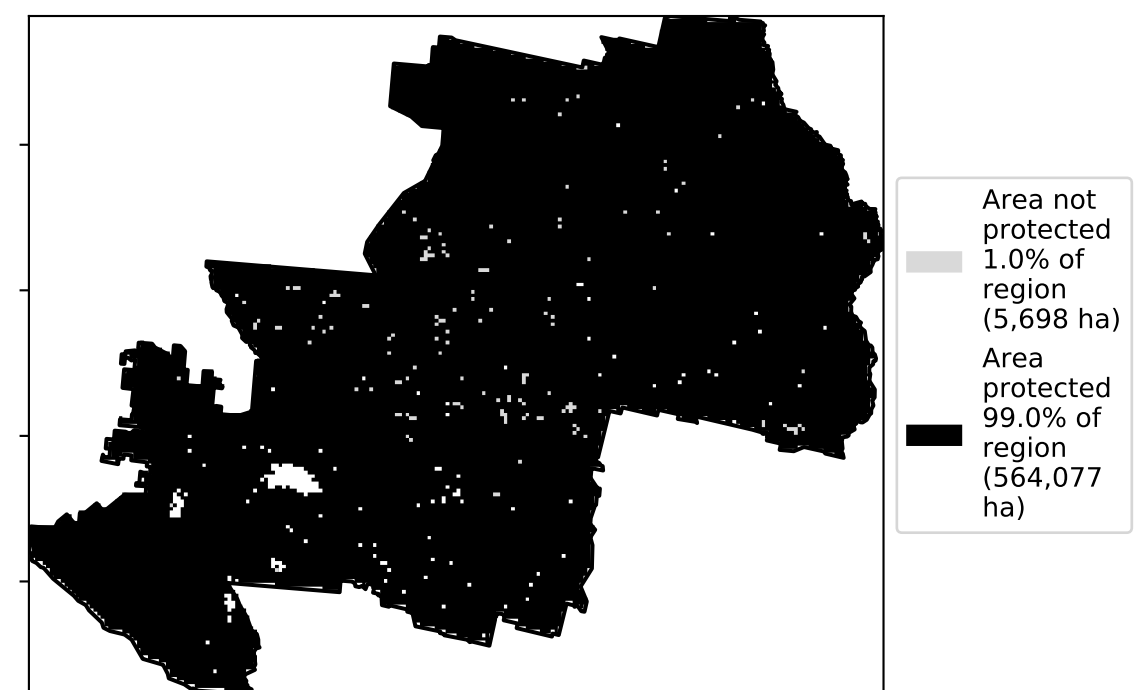 Area not
protected
1.0% of
region
(5,698 ha)
Area
protected
99.0% of
region
(564,077
ha)